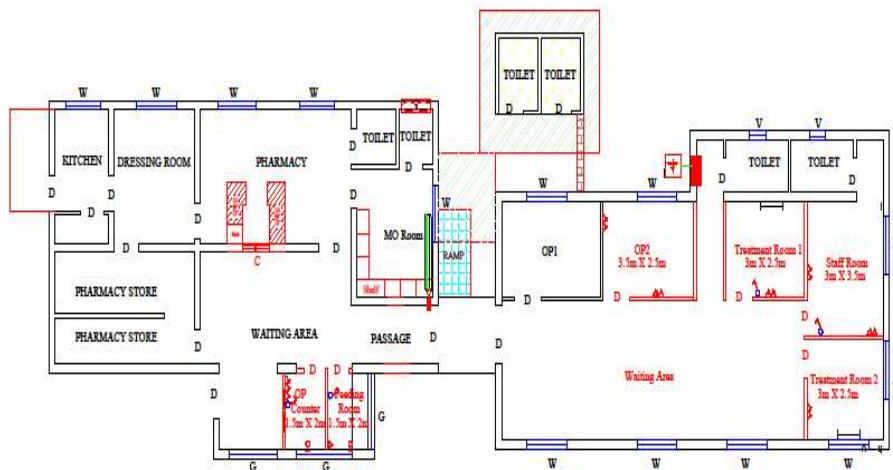 TOILET TOILET
D D
W W W W
V V
TOILET TOILET
KITCHEN DRESSING ROOM PHARMACY
TOILET TOILET
D D D
W W W
D D D D
D
MO Room
OP1
OP2
3.5m X 2.5m
Treatment Room 1
3m X 2.5m
Staff Room
3m X 3.5m
RAMP
D D D
C
PHARMACY STORE
Shelf
D D D
D
PHARMACY STORE
WAITING AREA
PASSAGE
D D D D
D
Waiting Area
D D
Treatment Room 2
3m X 2.5m
OP
Counter
1.5m X 2m
Feeding
Room
1.5m X 2m
D
G
G G
W W W W